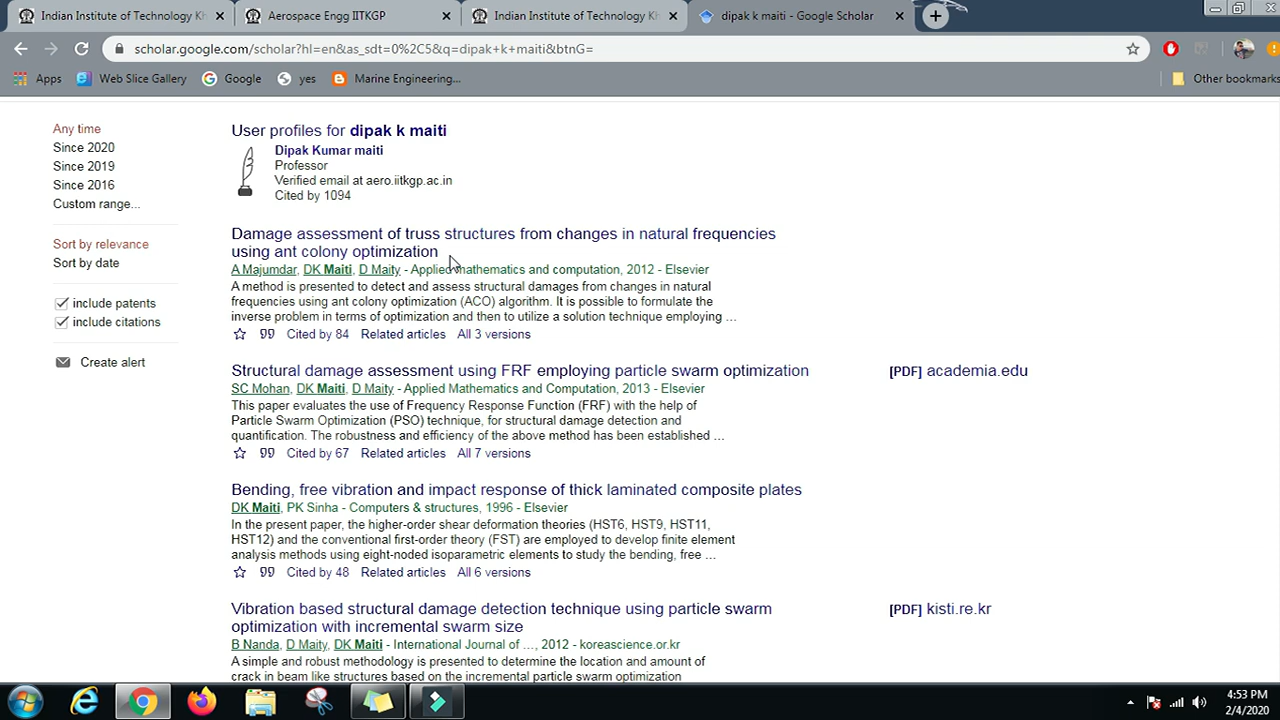 Indian Institute of Technology Kh
Aerospace Engg IITKGP
Indian Institute of Technology Kh
dipak k maiti - Google Scholar
scholar.google.com/scholar?hl=en&as_sdt=0%2C5&q=dipak+k+maiti&btnG=
Apps
Web Slice Gallery
Google
yes
Marine Engineering...
Other bookmarks
Any time
Since 2020
Since 2019
Since 2016
Custom range...
Sort by relevance
Sort by date
include patents
include citations
Create alert
User profiles for dipak k maiti
Dipak Kumar maiti
Professor
Verified email at aero.iitkgp.ac.in
Cited by 1094
Damage assessment of truss structures from changes in natural frequencies
using ant colony optimization
A Majumdar, DK Maiti, D Maity - Applied mathematics and computation, 2012 - Elsevier
A method is presented to detect and assess structural damages from changes in natural
frequencies using ant colony optimization (ACO) algorithm. It is possible to formulate the
inverse problem in terms of optimization and then to utilize a solution technique employing ...
Cited by 84 Related articles All 3 versions
Structural damage assessment using FRF employing particle swarm optimization
[PDF] academia.edu
SC Mohan, DK Maiti, D Maity - Applied Mathematics and Computation, 2013 - Elsevier
This paper evaluates the use of Frequency Response Function (FRF) with the help of
Particle Swarm Optimization (PSO) technique, for structural damage detection and
quantification. The robustness and efficiency of the above method has been established ...
Cited by 67 Related articles All 7 versions
Bending, free vibration and impact response of thick laminated composite plates
DK Maiti, PK Sinha - Computers & structures, 1996 - Elsevier
In the present paper, the higher-order shear deformation theories (HST6, HST9, HST11,
HST12) and the conventional first-order theory (FST) are employed to develop finite element
analysis methods using eight-noded isoparametric elements to study the bending, free ...
Cited by 48 Related articles All 6 versions
Vibration based structural damage detection technique using particle swarm
optimization with incremental swarm size
[PDF] kisti.re.kr
B Nanda, D Maity, DK Maiti - International Journal of ..., 2012 - koreascience.or.kr
A simple and robust methodology is presented to determine the location and amount of
crack in beam like structures based on the incremental particle swarm optimization
4:53 PM
2/4/2020